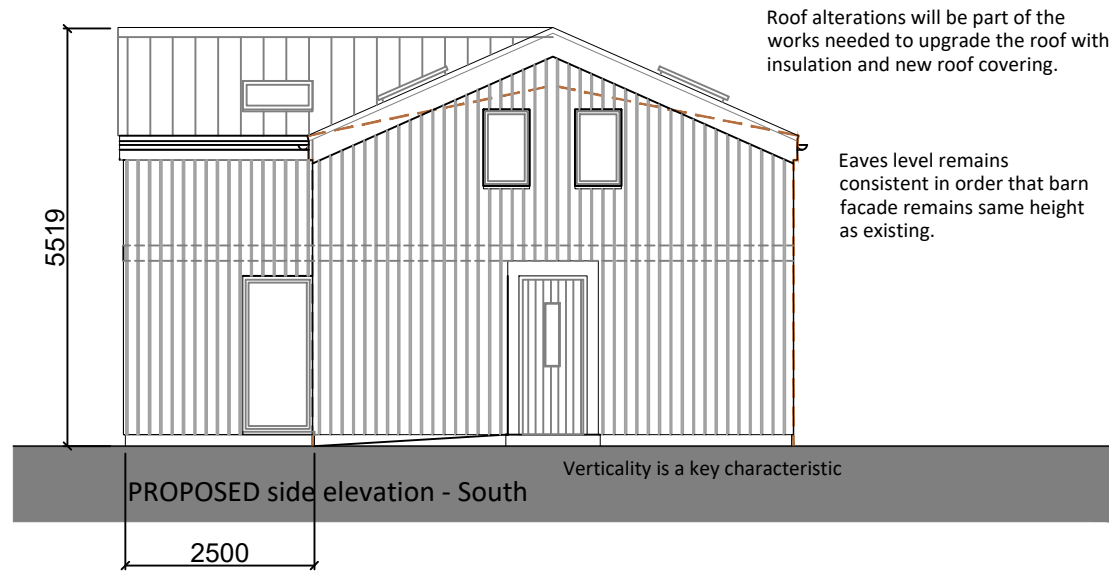 Roof alterations will be part of the
works needed to upgrade the roof with
insulation and new roof covering.
Eaves level remains
consistent in order that barn
facade remains same height
as existing.
5519
Verticality is a key characteristic
PROPOSED side elevation - South
2500